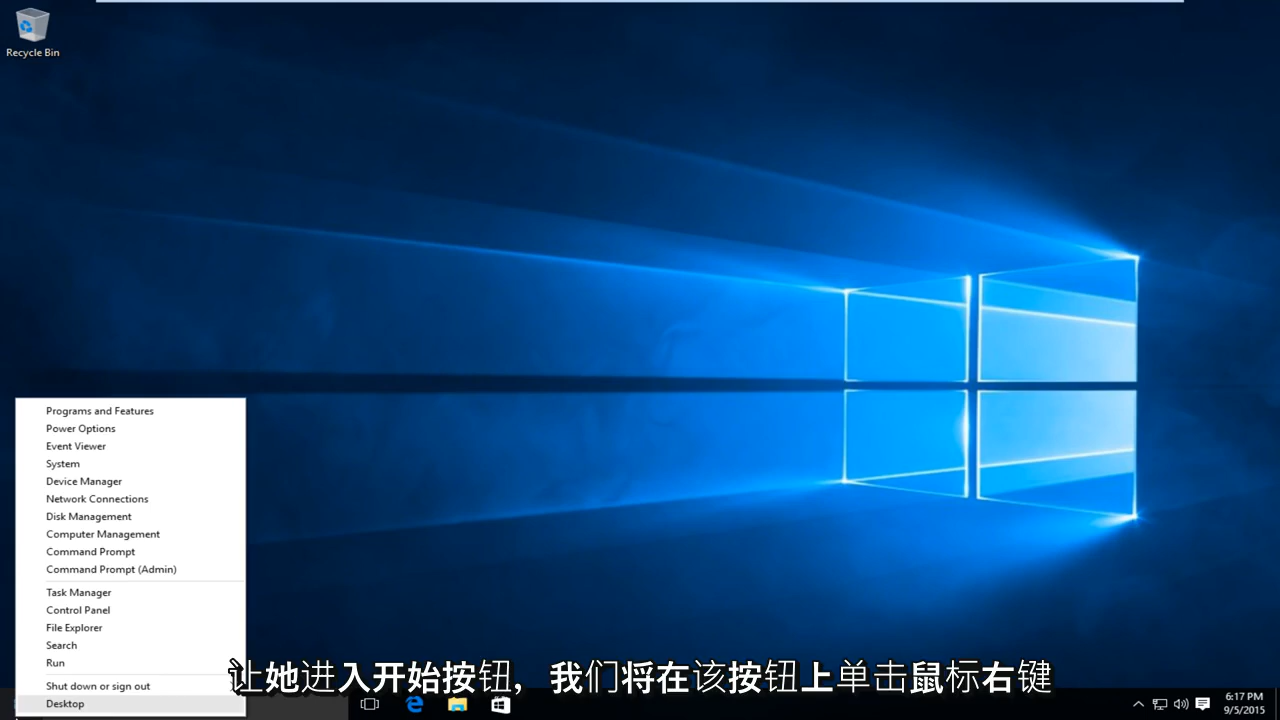 Recycle Bin
Programs and Features
Power Options
Event Viewer
System
Device Manager
Network Connections
Disk Management
Computer Management
Command Prompt
Command Prompt (Admin)
Task Manager
Control Panel
File Explorer
Search
Run
Shut down or sign out
Desktop
让她进入开始按钮，我们将在该按钮上单击鼠标右键
6:17 PM
9/5/2015